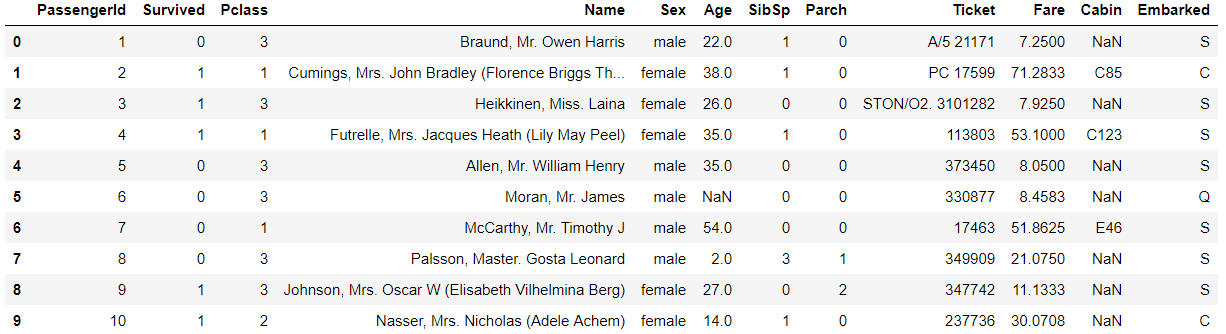 PassengerId Survived Pclass Name Sex Age SibSp Parch Ticket Fare Cabin Embarked
0 1 0 3 Braund, Mr. Owen Harris male 22.0 1 0 A/5 21171 7.2500 NaN S
1 2 1 1 Cumings, Mrs. John Bradley (Florence Briggs Th... female 38.0 1 0 PC 17599 71.2833 C85 C
2 3 1 3 Heikkinen, Miss. Laina female 26.0 0 0 STON/O2. 3101282 7.9250 NaN S
3 4 1 1 Futrelle, Mrs. Jacques Heath (Lily May Peel) female 35.0 1 0 113803 53.1000 C123 S
4 5 0 3 Allen, Mr. William Henry male 35.0 0 0 373450 8.0500 NaN S
5 6 0 3 Moran, Mr. James male NaN 0 0 330877 8.4583 NaN Q
6 7 0 1 McCarthy, Mr. Timothy J male 54.0 0 0 17463 51.8625 E46 S
7 8 0 3 Palsson, Master. Gosta Leonard male 2.0 3 1 349909 21.0750 NaN S
8 9 1 3 Johnson, Mrs. Oscar W (Elisabeth Vilhelmina Berg) female 27.0 0 2 347742 11.1333 NaN S
9 10 1 2 Nasser, Mrs. Nicholas (Adele Achem) female 14.0 1 0 237736 30.0708 NaN C